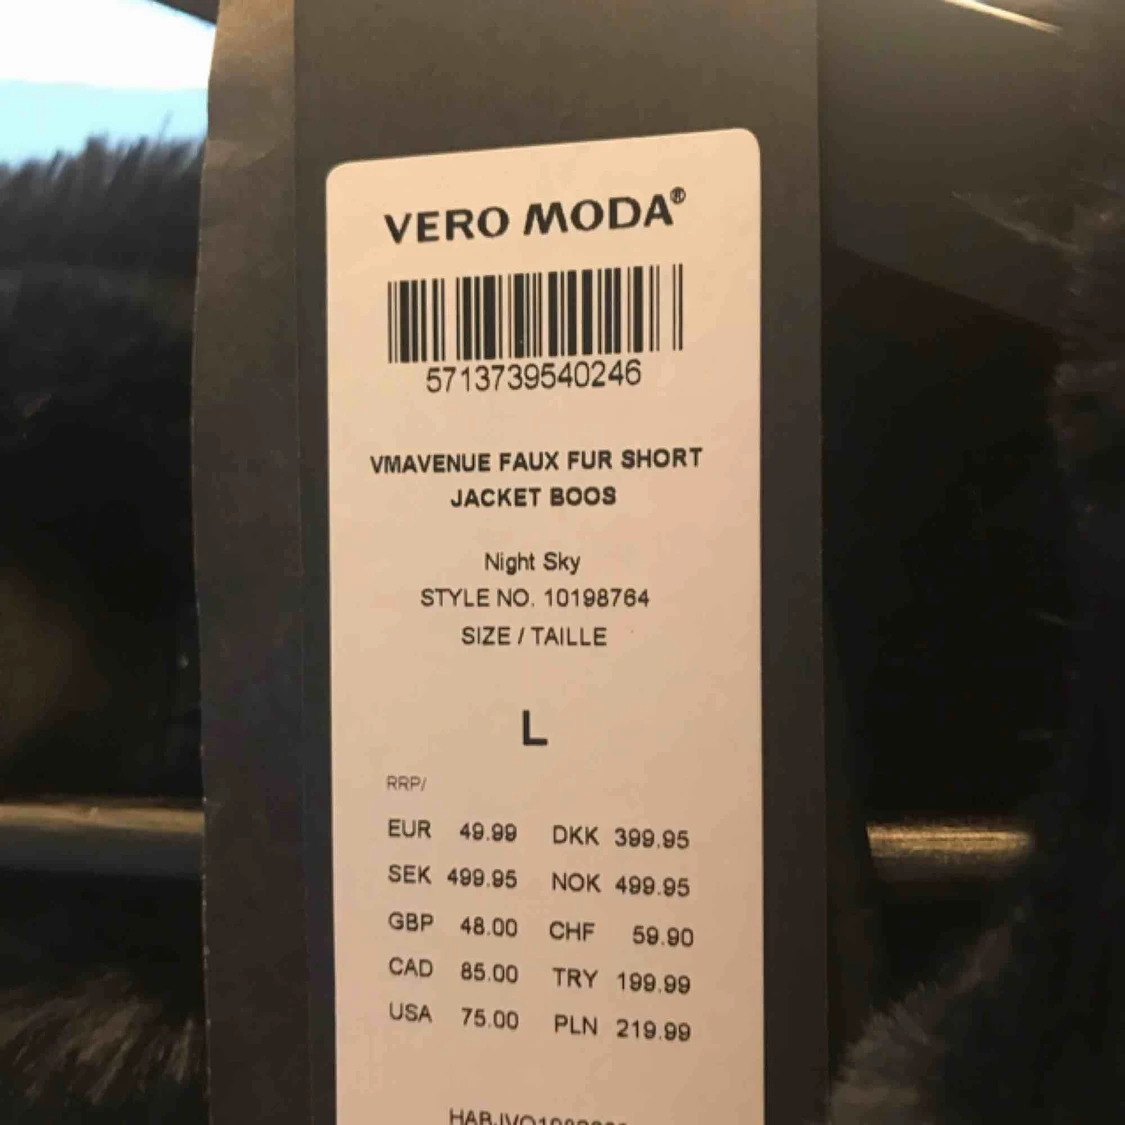 VERO MODA®
5713739540246
VMAVENUE FAUX FUR SHORT
JACKET BOOS
Night Sky
STYLE NO. 10198764
SIZE / TAILLE
L
RRP/
EUR 49.99 DKK 399.95
SEK 499.95 NOK 499.95
GBP 48.00 CHF 59.90
CAD 85.00 TRY 199.99
USA 75.00 PLN 219.99